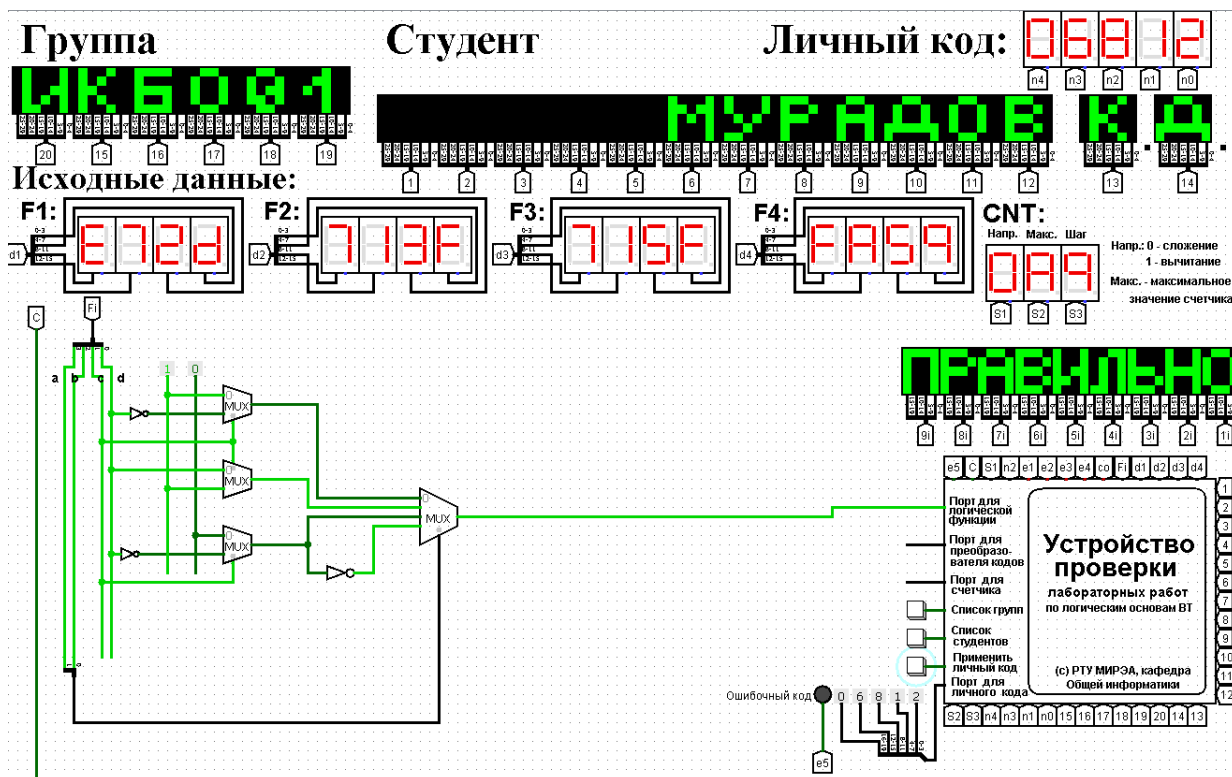 Группа Студент Личный код: 06812
n4 n3 n2 n1 n0
ИКБО01 МУРАДОВ К. Д.
20 15 16 17 18 19 1 2 3 4 5 6 7 8 9 10 11 12 13 14
Исходные данные:
F1: E72d F2: 713F F3: 715F F4: FA59 CNT:
0-3 4-7 8-11 12-15
d1 d2 d3 d4
Напр. Макс. Шаг
0A9
S1 S2 S3
Напр.: 0 - сложение
1 - вычитание
Макс. - максимальное
значение счетчика
C Fi
a b c d 1 0
MUX
MUX
MUX
MUX
ПРАВИЛЬНО
9i 8i 7i 6i 5i 4i 3i 2i 1i
e5 C S1 n2 e1 e2 e3 e4 co Fi d1 d2 d3 d4
Порт для
логической
функции
Порт для
преобразо-
вателя кодов
Порт для
счетчика
Список групп
Список
студентов
Применить
личный код
Порт для
личного кода
Устройство
проверки
лабораторных работ
по логическим основам ВТ
(с) РТУ МИРЭА, кафедра
Общей информатики
1
2
3
4
5
6
7
8
9
10
11
12
S2 S3 n4 n3 n1 n0 15 16 17 18 19 20 14 13
Ошибочный код 0 6 8 1 2
e5